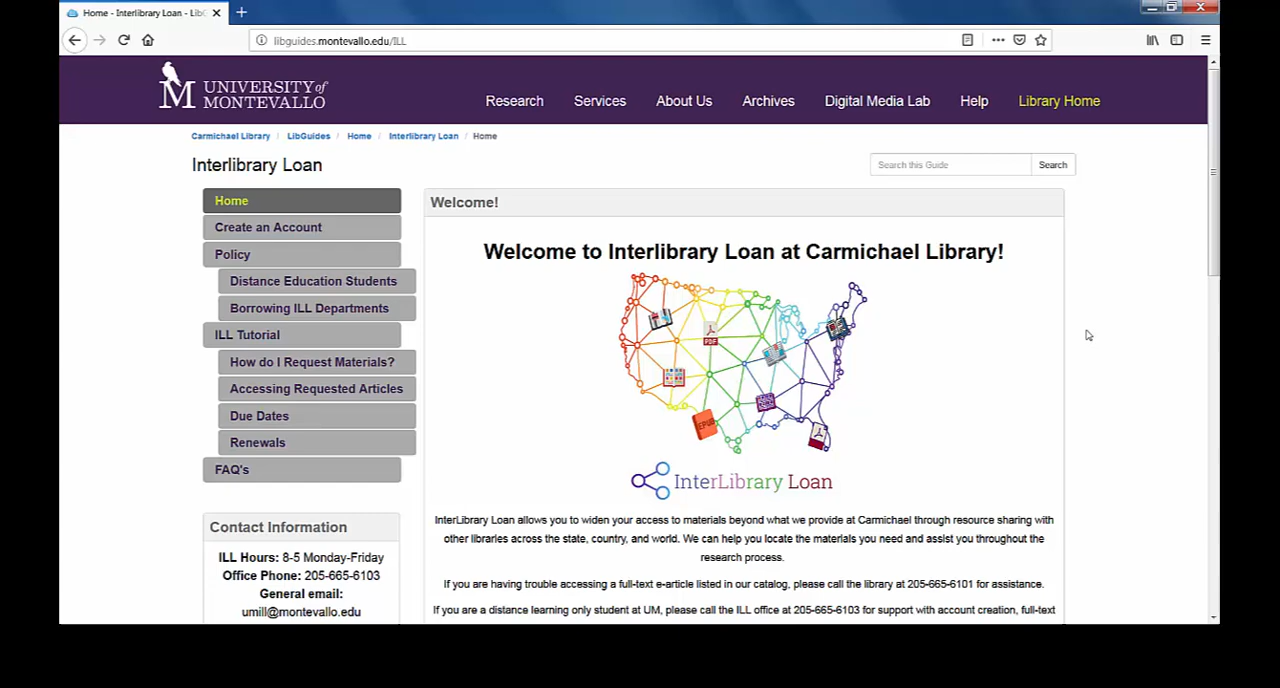 Home - Interlibrary Loan - Lib
libguides.montevallo.edu/ILL
UNIVERSITY of
MONTEVALLO
Research Services About Us Archives Digital Media Lab Help Library Home
Carmichael Library / LibGuides / Home / Interlibrary Loan / Home
Interlibrary Loan
Search this Guide Search
Home
Create an Account
Policy
Distance Education Students
Borrowing ILL Departments
ILL Tutorial
How do I Request Materials?
Accessing Requested Articles
Due Dates
Renewals
FAQ's
Contact Information
ILL Hours: 8-5 Monday-Friday
Office Phone: 205-665-6103
General email:
umill@montevallo.edu
Welcome!
Welcome to Interlibrary Loan at Carmichael Library!
PDF
EPUB
InterLibrary Loan
InterLibrary Loan allows you to widen your access to materials beyond what we provide at Carmichael through resource sharing with
other libraries across the state, country, and world. We can help you locate the materials you need and assist you throughout the
research process.
If you are having trouble accessing a full-text e-article listed in our catalog, please call the library at 205-665-6101 for assistance.
If you are a distance learning only student at UM, please call the ILL office at 205-665-6103 for support with account creation, full-text